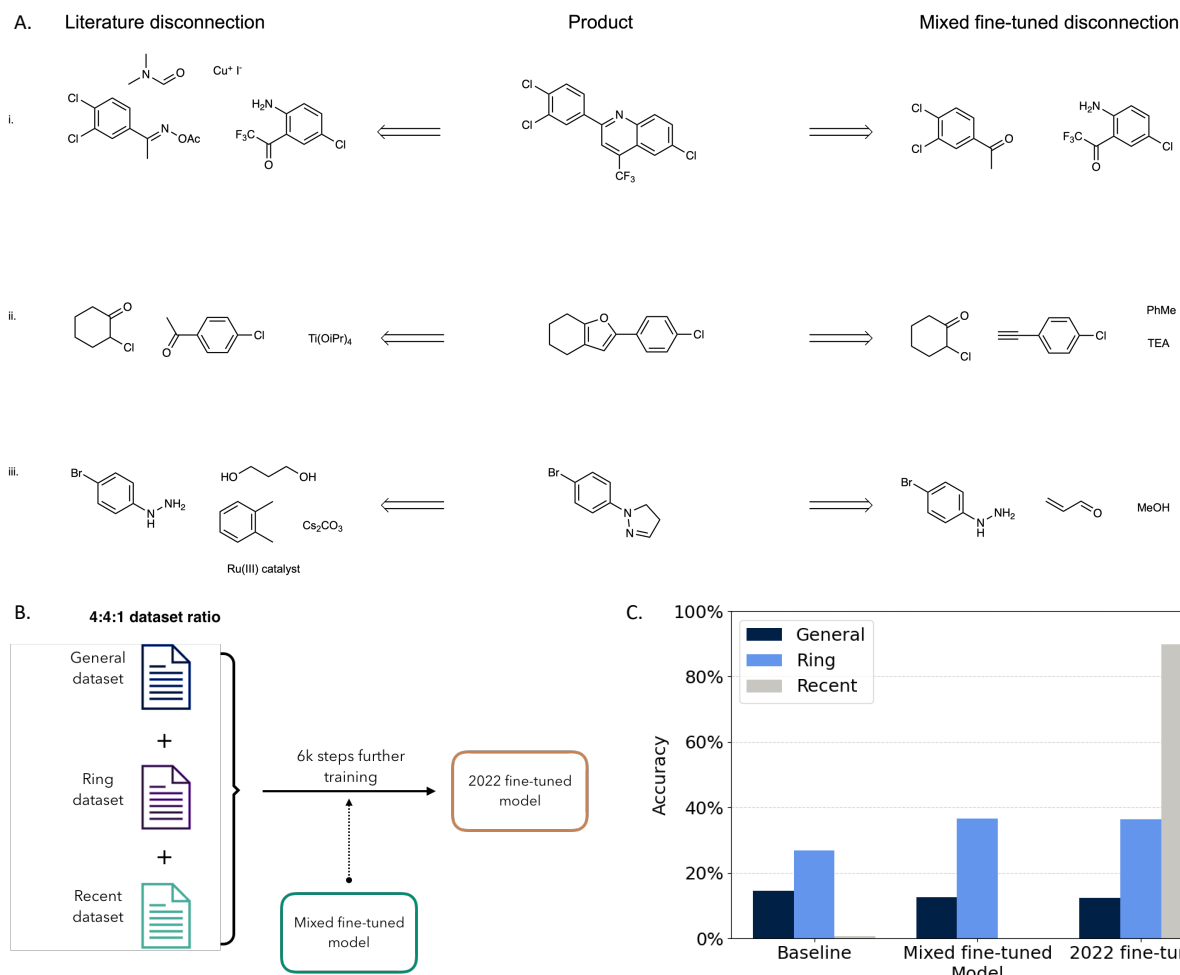 A. Literature disconnection Product Mixed fine-tuned disconnection
i.
N
O
Cu+ I-
Cl
Cl
N
OAc
H2N
F3C
O
Cl
Cl
Cl
N
Cl
CF3
Cl
Cl
O
H2N
F3C
O
Cl
ii.
O
Cl
O
Cl
Ti(OiPr)4
O
Cl
O
Cl
Cl
PhMe
TEA
iii.
Br
N
H
NH2
HO
OH
Cs2CO3
Ru(III) catalyst
Br
N
N
Br
N
H
NH2
O
MeOH
B.
4:4:1 dataset ratio
General
dataset
+
Ring
dataset
+
Recent
dataset
6k steps further
training
2022 fine-tuned
model
Mixed fine-tuned
model
C.
100%
80%
60%
40%
20%
0%
Accuracy
General
Ring
Recent
Baseline Mixed fine-tuned 2022 fine-tu
Model